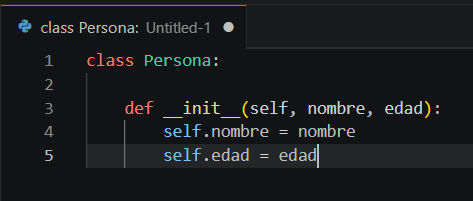 class Persona: Untitled-1
1 class Persona:
2
3 def __init__(self, nombre, edad):
4 self.nombre = nombre
5 self.edad = edad